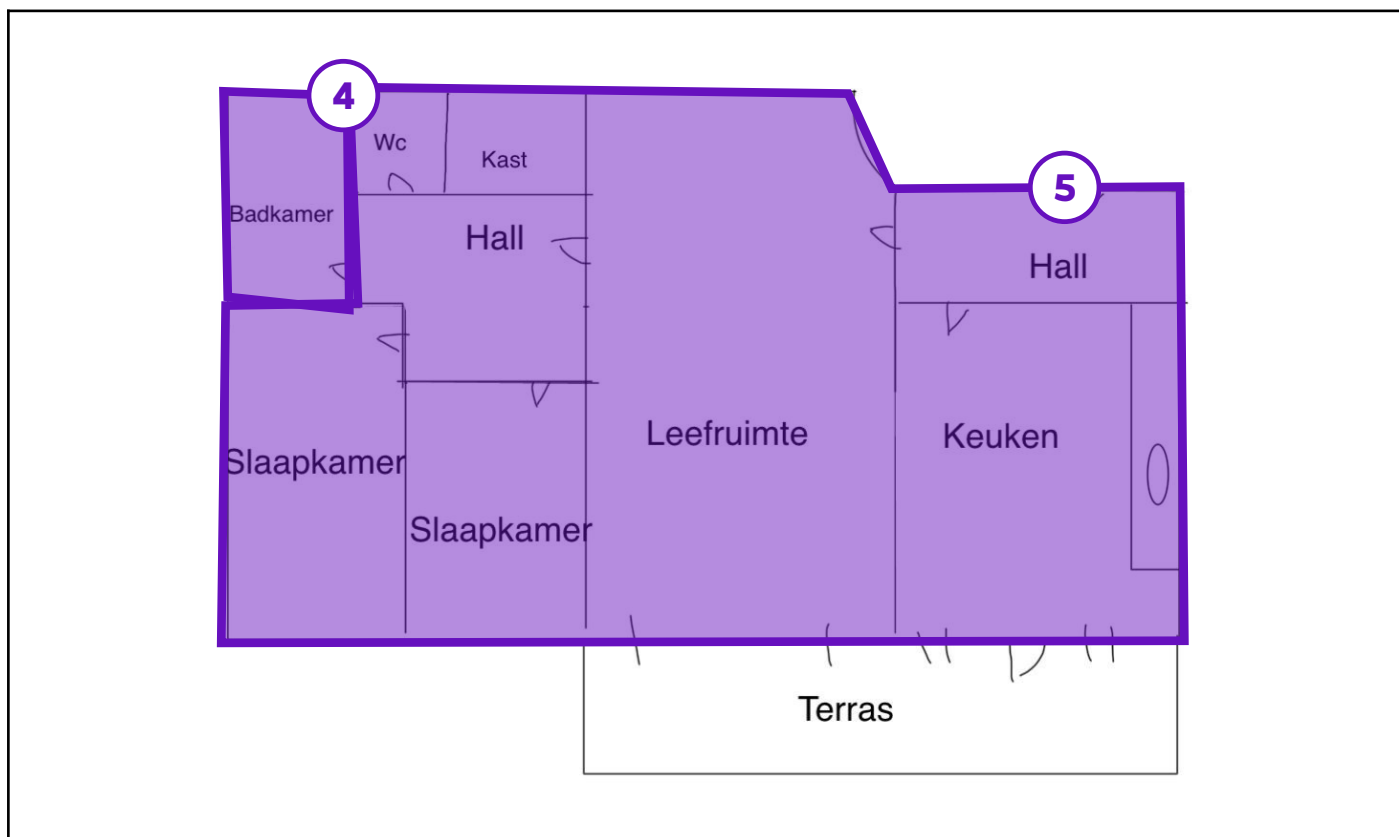 4
Wc
Kast
Badkamer
Hall
5
Hall
Leefruimte
Keuken
Slaapkamer
Slaapkamer
Terras